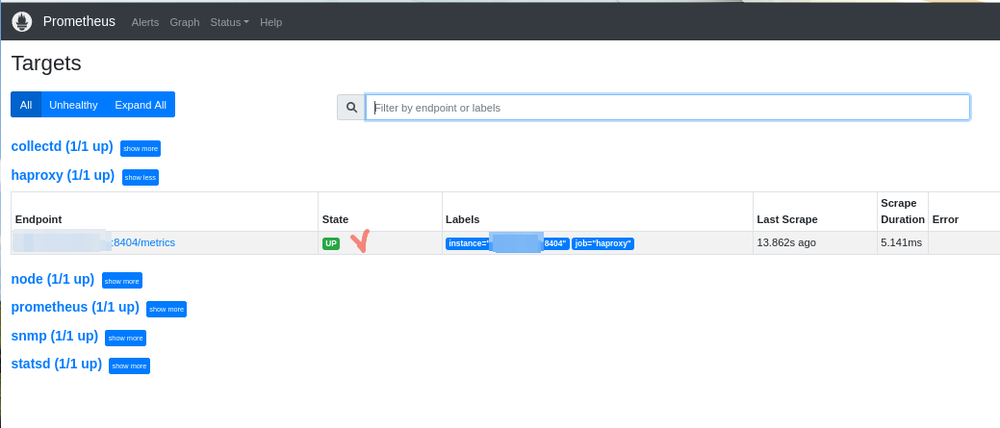 Prometheus Alerts Graph Status Help
Targets
All Unhealthy Expand All
Filter by endpoint or labels
collectd (1/1 up) show more
haproxy (1/1 up) show less
Endpoint State Labels Last Scrape Scrape Duration Error
:8404/metrics UP instance=" 8404" job="haproxy" 13.862s ago 5.141ms
node (1/1 up) show more
prometheus (1/1 up) show more
snmp (1/1 up) show more
statsd (1/1 up) show more